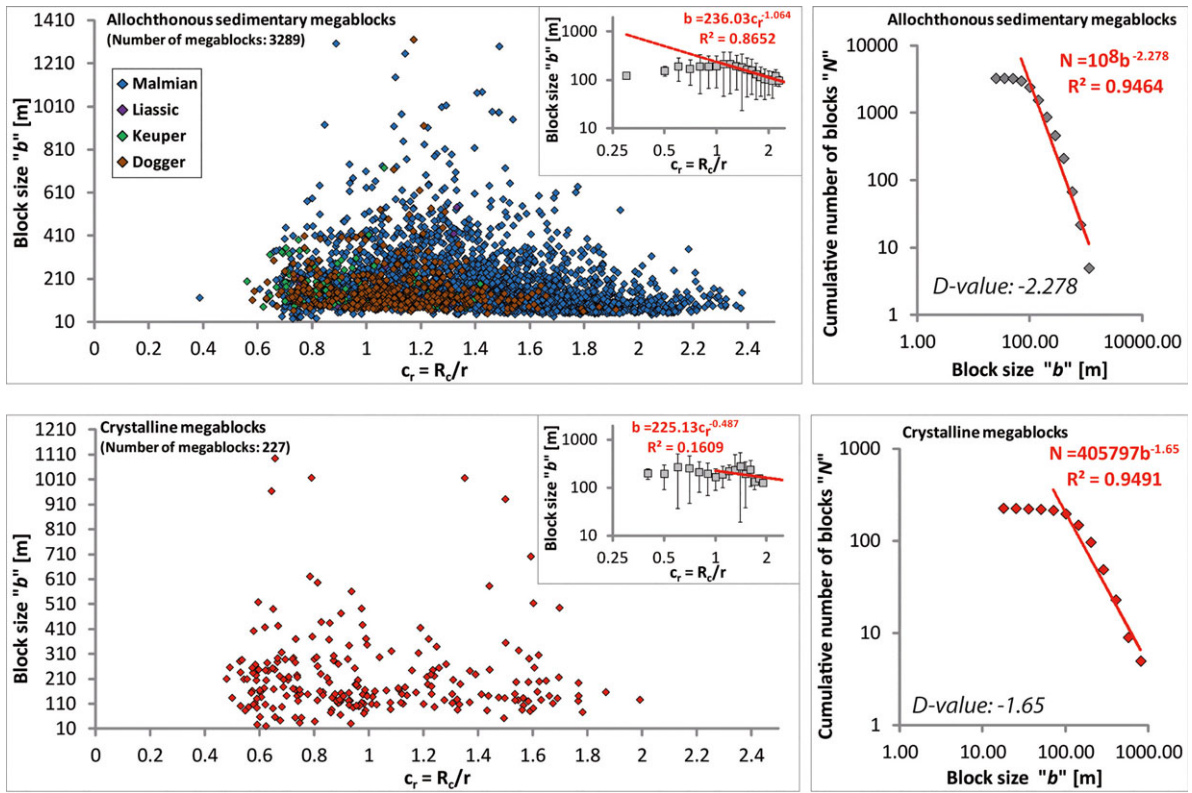 Allochthonous sedimentary megablocks
(Number of megablocks: 3289)
Block size "b" [m]
1410
1210
1010
810
610
410
210
10
Malmian
Liassic
Keuper
Dogger
0 0.2 0.4 0.6 0.8 1 1.2 1.4 1.6 1.8 2 2.2 2.4
cr = Rc/r
b = 236.03cr-1.064
R² = 0.8652
Block size "b" [m]
1000
100
10
0.25 0.5 1 2
cr = Rc/r
Allochthonous sedimentary megablocks
Cumulative number of blocks "N"
10000
1000
100
10
1
N =10⁸b-2.278
R² = 0.9464
D-value: -2.278
1.00 100.00 10000.00
Block size "b" [m]
Crystalline megablocks
(Number of megablocks: 227)
Block size "b" [m]
1210
1110
1010
910
810
710
610
510
410
310
210
110
10
0 0.2 0.4 0.6 0.8 1 1.2 1.4 1.6 1.8 2 2.2 2.4
cr = Rc/r
b =225.13cr-0.487
R² = 0.1609
Block size "b" [m]
1000
100
10
0.25 0.5 1 2
cr = Rc/r
Crystalline megablocks
Cumulative number of blocks "N"
1000
100
10
1
N =405797b-1.65
R² = 0.9491
D-value: -1.65
1.00 10.00 100.00 1000.00
Block size "b" [m]